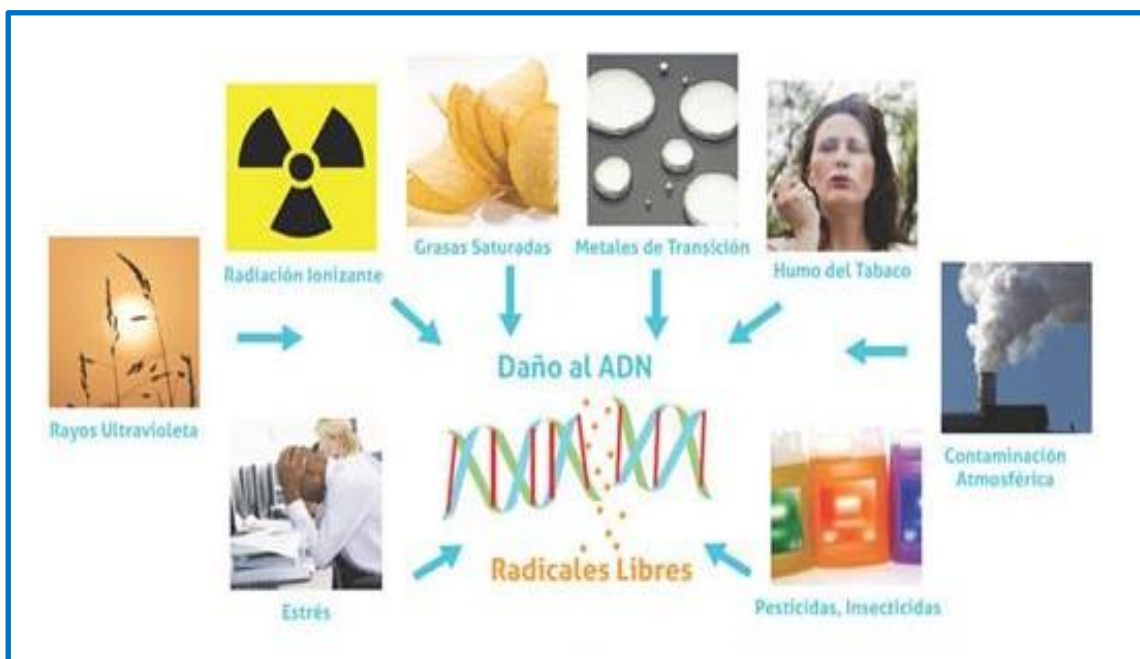 Grasas Saturadas
Metales de Transición
Radiación Ionizante
Humo del Tabaco
Daño al ADN
Rayos Ultravioleta
Contaminación
Atmosférica
Radicales Libres
Estrés
Pesticidas, Insecticidas